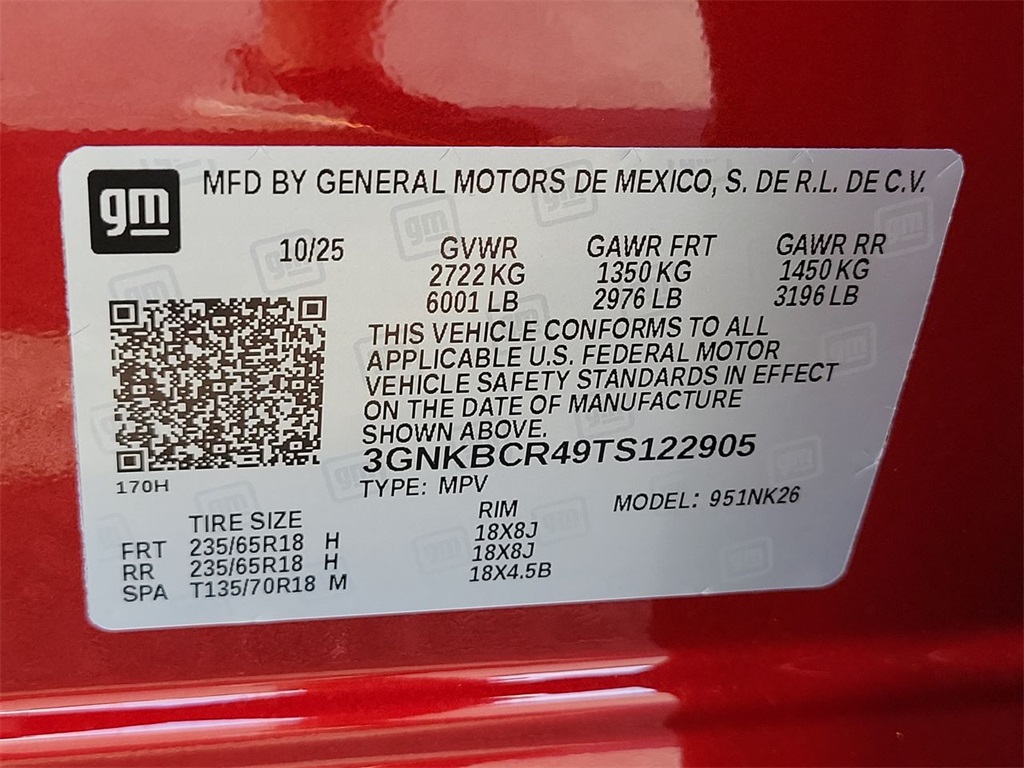 gm
MFD BY GENERAL MOTORS DE MEXICO, S. DE R.L. DE C.V.
10/25 GVWR GAWR FRT GAWR RR
2722 KG 1350 KG 1450 KG
6001 LB 2976 LB 3196 LB
THIS VEHICLE CONFORMS TO ALL
APPLICABLE U.S. FEDERAL MOTOR
VEHICLE SAFETY STANDARDS IN EFFECT
ON THE DATE OF MANUFACTURE
SHOWN ABOVE.
3GNKBCR49TS122905
170H
TYPE: MPV MODEL: 951NK26
TIRE SIZE RIM
FRT 235/65R18 H 18X8J
RR 235/65R18 H 18X8J
SPA T135/70R18 M 18X4.5B